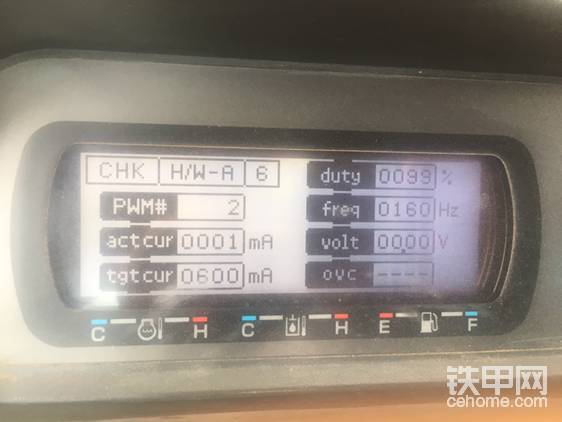 CHK H/W-A 6
PWM# 2
actcur 0001 mA
tgtcur 0600 mA
duty 0099 %
freq 0160 Hz
volt 00.00 V
ovc ----
C H C H E F
铁甲网
cehome.com